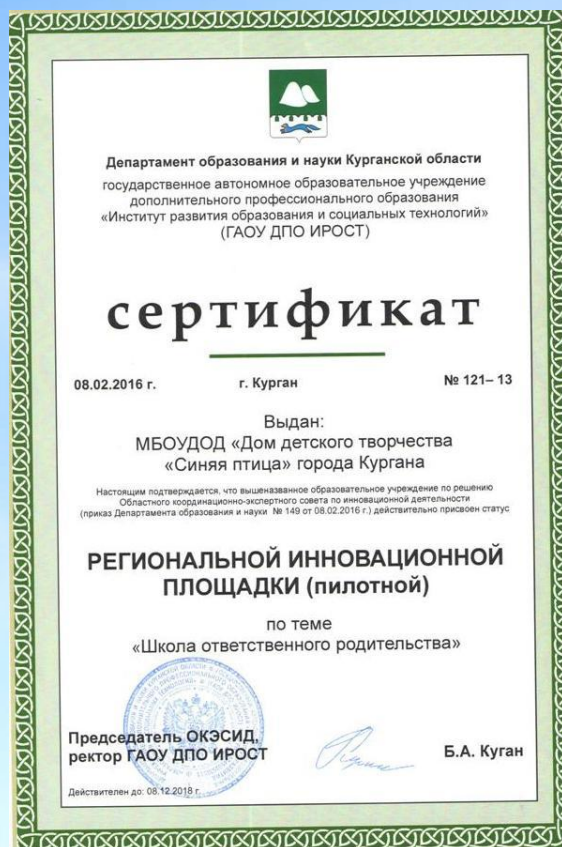 Департамент образования и науки Курганской области
государственное автономное образовательное учреждение
дополнительного профессионального образования
«Институт развития образования и социальных технологий»
(ГАОУ ДПО ИРОСТ)
сертификат
08.02.2016 г. г. Курган № 121– 13
Выдан:
МБОУДОД «Дом детского творчества
«Синяя птица» города Кургана
Настоящим подтверждается, что вышеназванное образовательное учреждение по решению
Областного координационно-экспертного совета по инновационной деятельности
(приказ Департамента образования и науки № 149 от 08.02.2016 г.) действительно присвоен статус
РЕГИОНАЛЬНОЙ ИННОВАЦИОННОЙ
ПЛОЩАДКИ (пилотной)
по теме
«Школа ответственного родительства»
Председатель ОКЭСИД,
ректор ГАОУ ДПО ИРОСТ
Б.А. Куган
Действителен до: 08.12.2018 г.